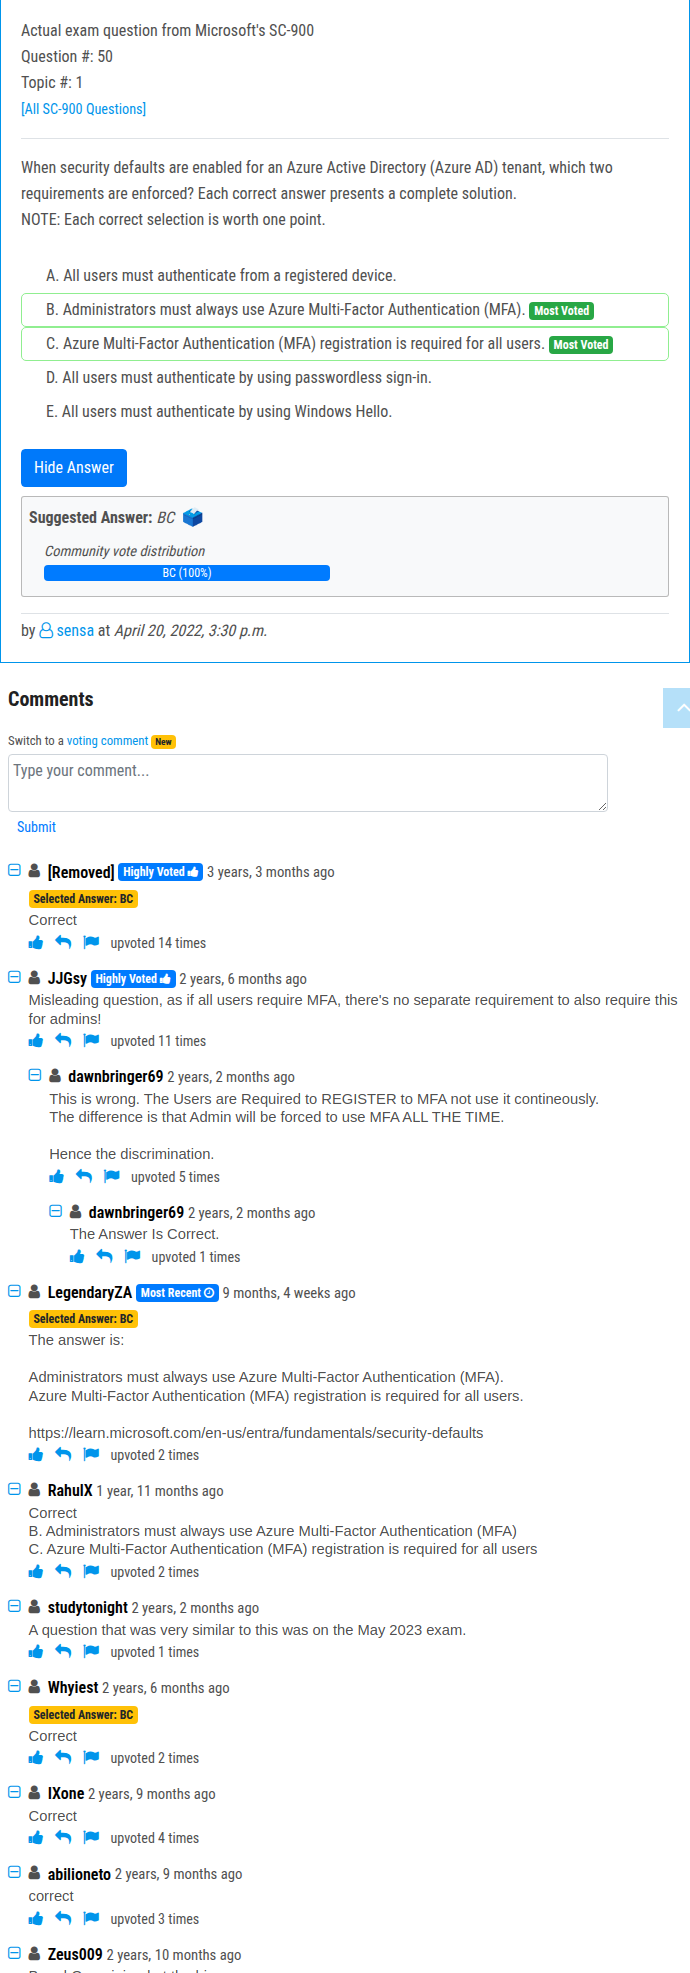 Actual exam question from Microsoft's SC-900
Question #: 50
Topic #: 1
[All SC-900 Questions]
When security defaults are enabled for an Azure Active Directory (Azure AD) tenant, which two
requirements are enforced? Each correct answer presents a complete solution.
NOTE: Each correct selection is worth one point.
A. All users must authenticate from a registered device.
B. Administrators must always use Azure Multi-Factor Authentication (MFA). Most Voted
C. Azure Multi-Factor Authentication (MFA) registration is required for all users. Most Voted
D. All users must authenticate by using passwordless sign-in.
E. All users must authenticate by using Windows Hello.
Hide Answer
Suggested Answer: BC
Community vote distribution
BC (100%)
by sensa at April 20, 2022, 3:30 p.m.
Comments
Switch to a voting comment New
Type your comment...
Submit
[Removed] Highly Voted 3 years, 3 months ago
Selected Answer: BC
Correct
upvoted 14 times
JJGsy Highly Voted 2 years, 6 months ago
Misleading question, as if all users require MFA, there's no separate requirement to also require this
for admins!
upvoted 11 times
dawnbringer69 2 years, 2 months ago
This is wrong. The Users are Required to REGISTER to MFA not use it contineously.
The difference is that Admin will be forced to use MFA ALL THE TIME.
Hence the discrimination.
upvoted 5 times
dawnbringer69 2 years, 2 months ago
The Answer Is Correct.
upvoted 1 times
LegendaryZA Most Recent 9 months, 4 weeks ago
Selected Answer: BC
The answer is:
Administrators must always use Azure Multi-Factor Authentication (MFA).
Azure Multi-Factor Authentication (MFA) registration is required for all users.
https://learn.microsoft.com/en-us/entra/fundamentals/security-defaults
upvoted 2 times
RahulX 1 year, 11 months ago
Correct
B. Administrators must always use Azure Multi-Factor Authentication (MFA)
C. Azure Multi-Factor Authentication (MFA) registration is required for all users
upvoted 2 times
studytonight 2 years, 2 months ago
A question that was very similar to this was on the May 2023 exam.
upvoted 1 times
Whyiest 2 years, 6 months ago
Selected Answer: BC
Correct
upvoted 2 times
IXone 2 years, 9 months ago
Correct
upvoted 4 times
abilioneto 2 years, 9 months ago
correct
upvoted 3 times
Zeus009 2 years, 10 months ago